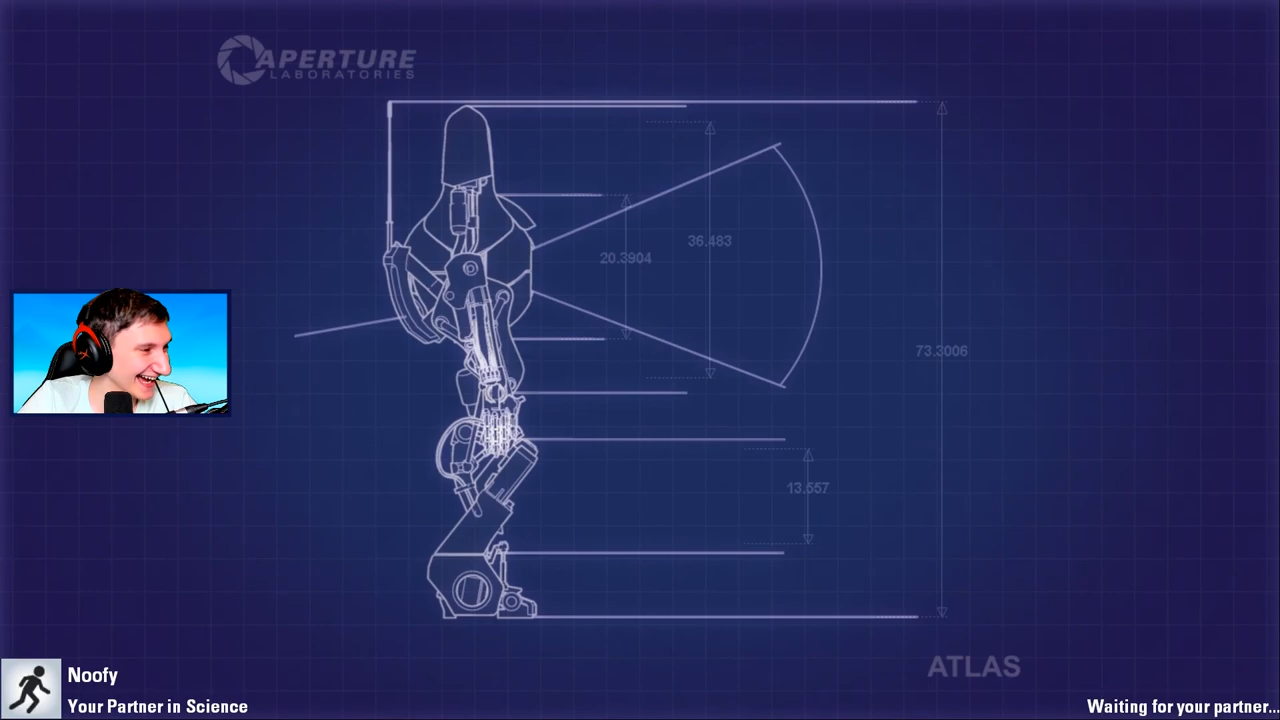 APERTURE
LABORATORIES
36.483
20.3904
73.3006
13.557
ATLAS
Noofy
Your Partner in Science
Waiting for your partner...